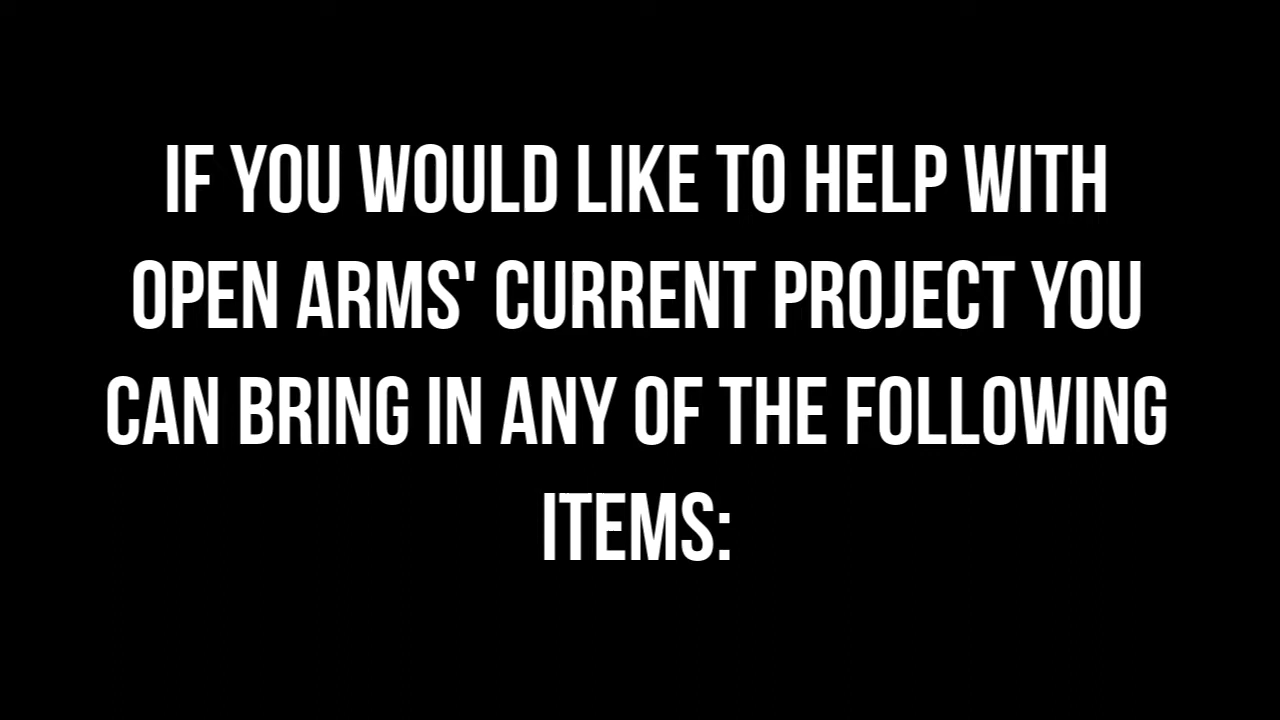 IF YOU WOULD LIKE TO HELP WITH
OPEN ARMS' CURRENT PROJECT YOU
CAN BRING IN ANY OF THE FOLLOWING
ITEMS: